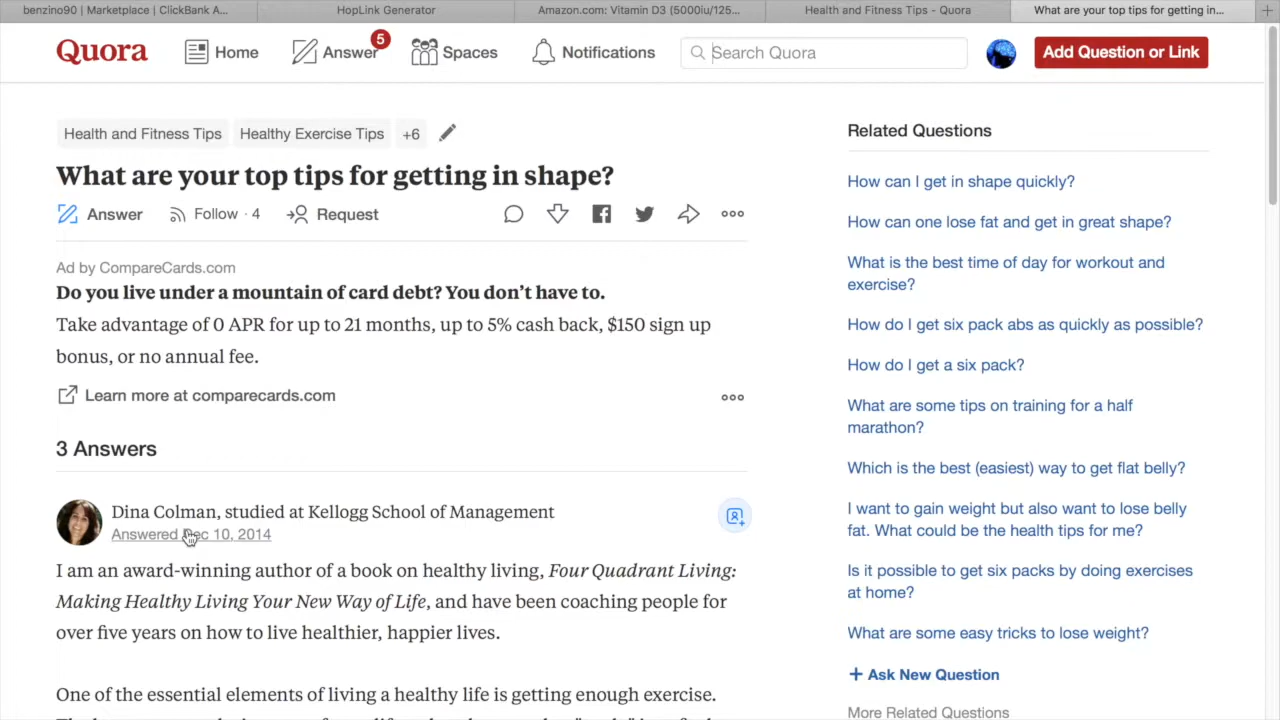 benzino90 | Marketplace | ClickBank A...
HopLink Generator
Amazon.com: Vitamin D3 (5000iu/125...
Health and Fitness Tips - Quora
What are your top tips for getting in...
Quora
Home
Answer
5
Spaces
Notifications
Search Quora
Add Question or Link
Health and Fitness Tips
Healthy Exercise Tips
+6
What are your top tips for getting in shape?
Answer
Follow · 4
Request
Ad by CompareCards.com
Do you live under a mountain of card debt? You don’t have to.
Take advantage of 0 APR for up to 21 months, up to 5% cash back, $150 sign up
bonus, or no annual fee.
Learn more at comparecards.com
3 Answers
Dina Colman, studied at Kellogg School of Management
Answered Dec 10, 2014
I am an award-winning author of a book on healthy living, Four Quadrant Living:
Making Healthy Living Your New Way of Life, and have been coaching people for
over five years on how to live healthier, happier lives.
One of the essential elements of living a healthy life is getting enough exercise.
Related Questions
How can I get in shape quickly?
How can one lose fat and get in great shape?
What is the best time of day for workout and
exercise?
How do I get six pack abs as quickly as possible?
How do I get a six pack?
What are some tips on training for a half
marathon?
Which is the best (easiest) way to get flat belly?
I want to gain weight but also want to lose belly
fat. What could be the health tips for me?
Is it possible to get six packs by doing exercises
at home?
What are some easy tricks to lose weight?
+ Ask New Question
More Related Questions